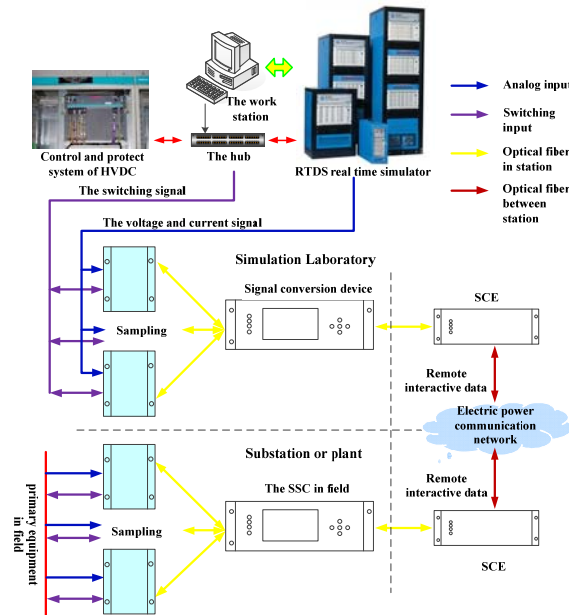 The work
station
Control and protect
system of HVDC
The hub
RTDS real time simulator
Analog input
Switching
input
Optical fiber
in station
Optical fiber
between
station
The switching signal
The voltage and current signal
Simulation Laboratory
Signal conversion device
Sampling
SCE
Remote
interactive data
Electric power
communication
network
Substation or plant
The SSC in field
Sampling
primary equipment
in field
Remote
interactive data
SCE